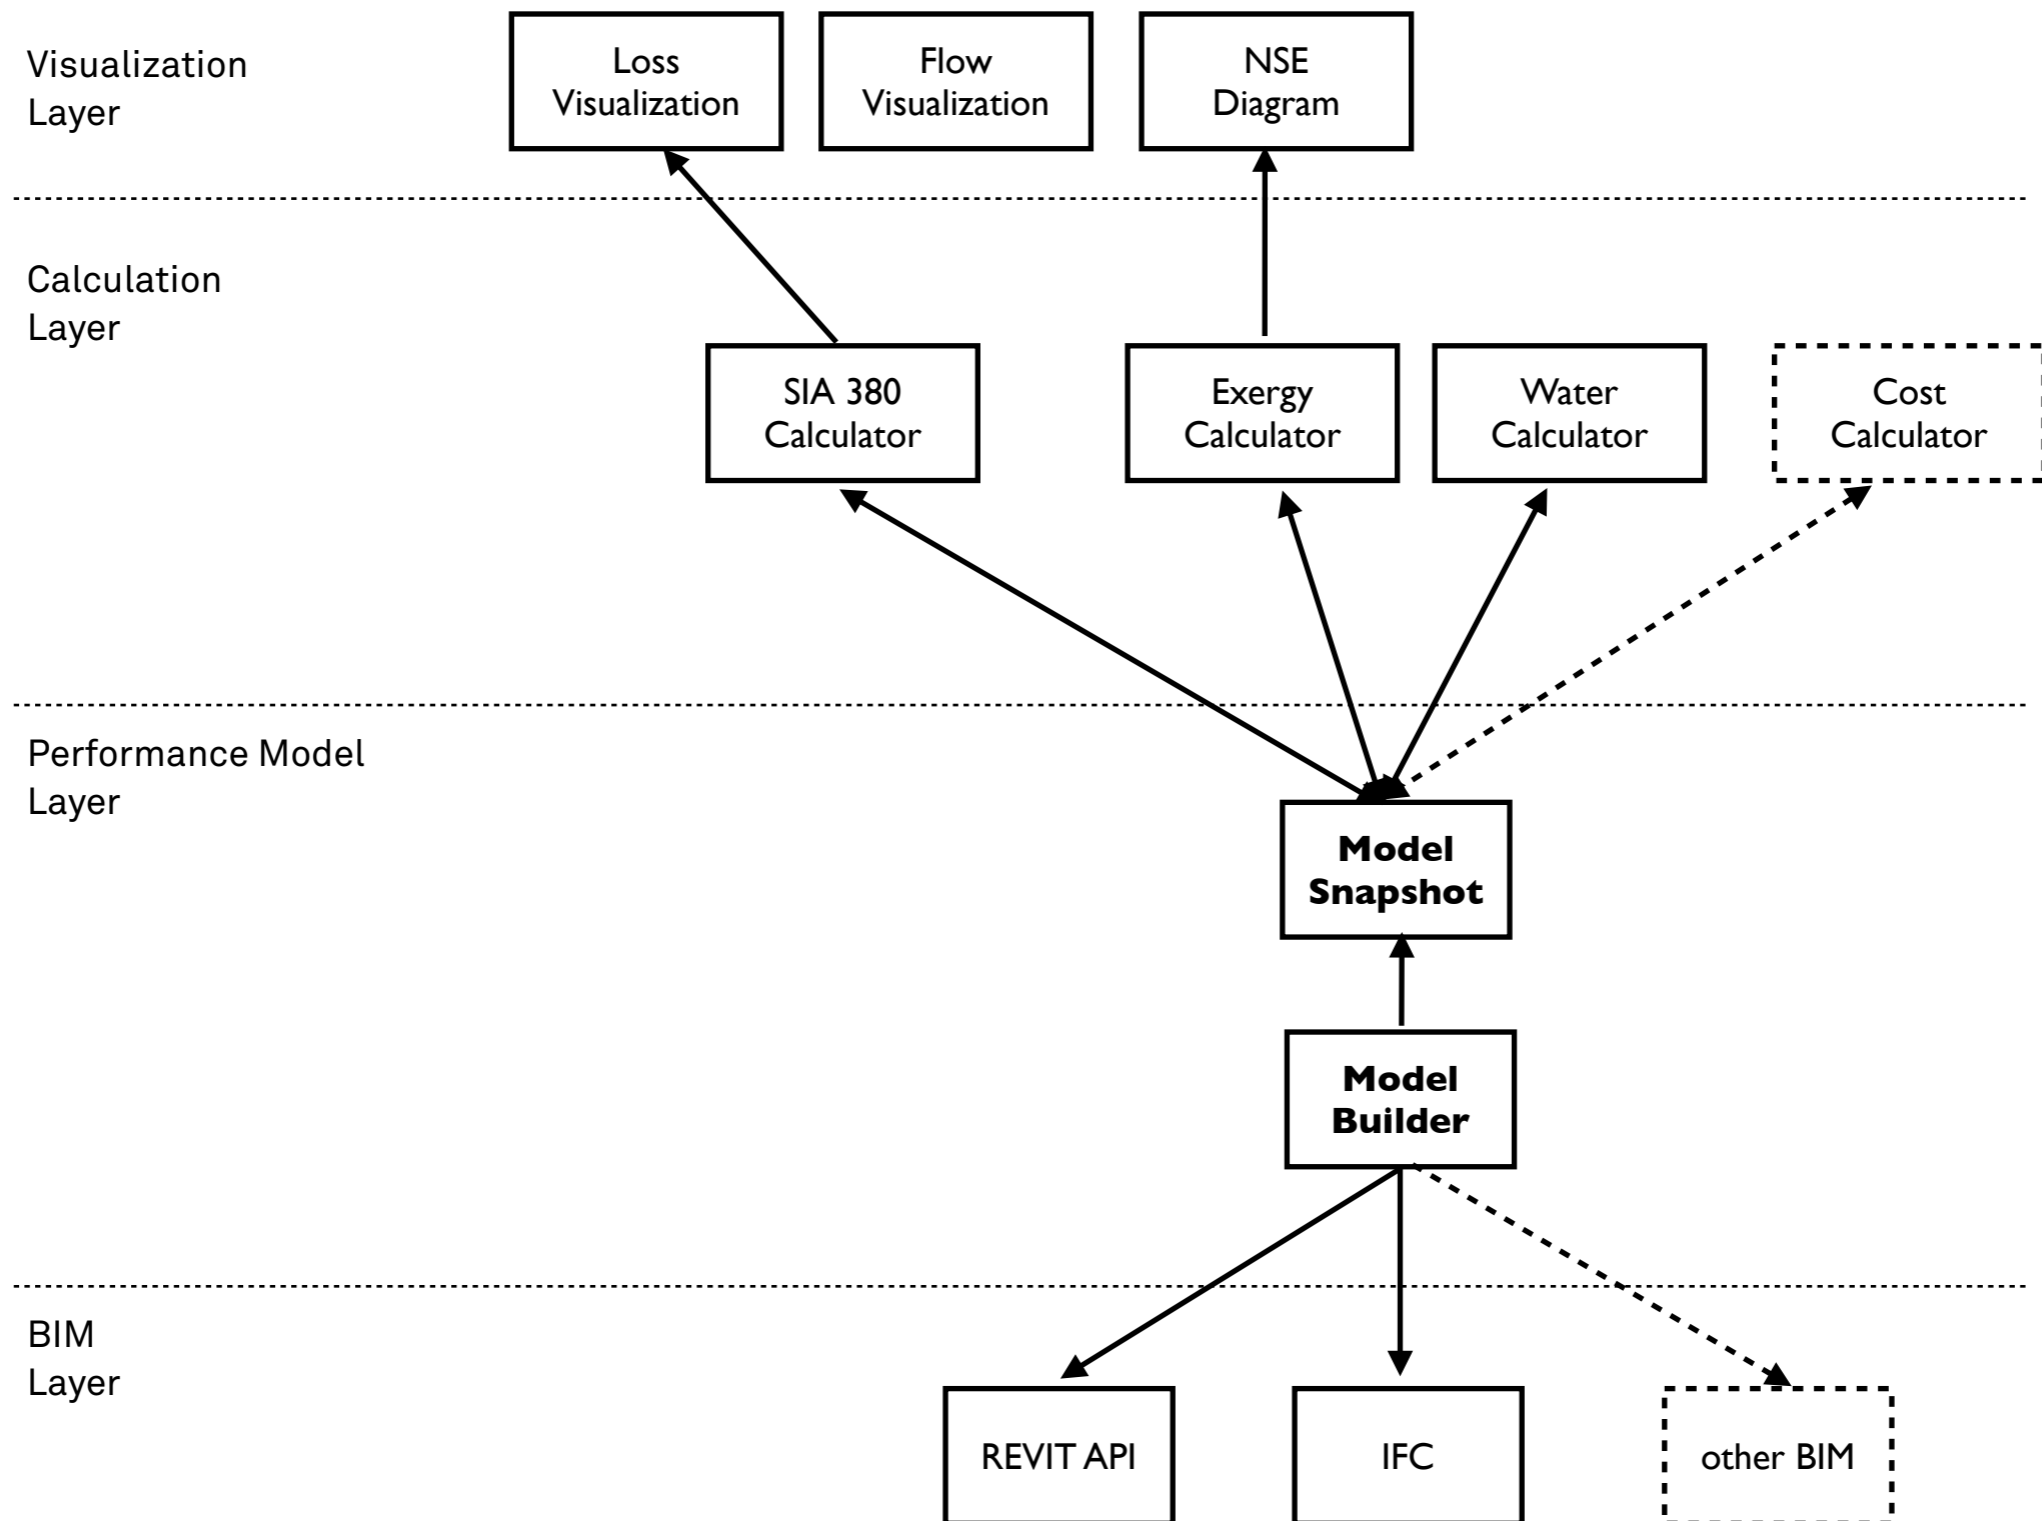 Visualization
Layer
Loss
Visualization
Flow
Visualization
NSE
Diagram
Calculation
Layer
SIA 380
Calculator
Exergy
Calculator
Water
Calculator
Cost
Calculator
Performance Model
Layer
Model
Snapshot
Model
Builder
BIM
Layer
REVIT API
IFC
other BIM